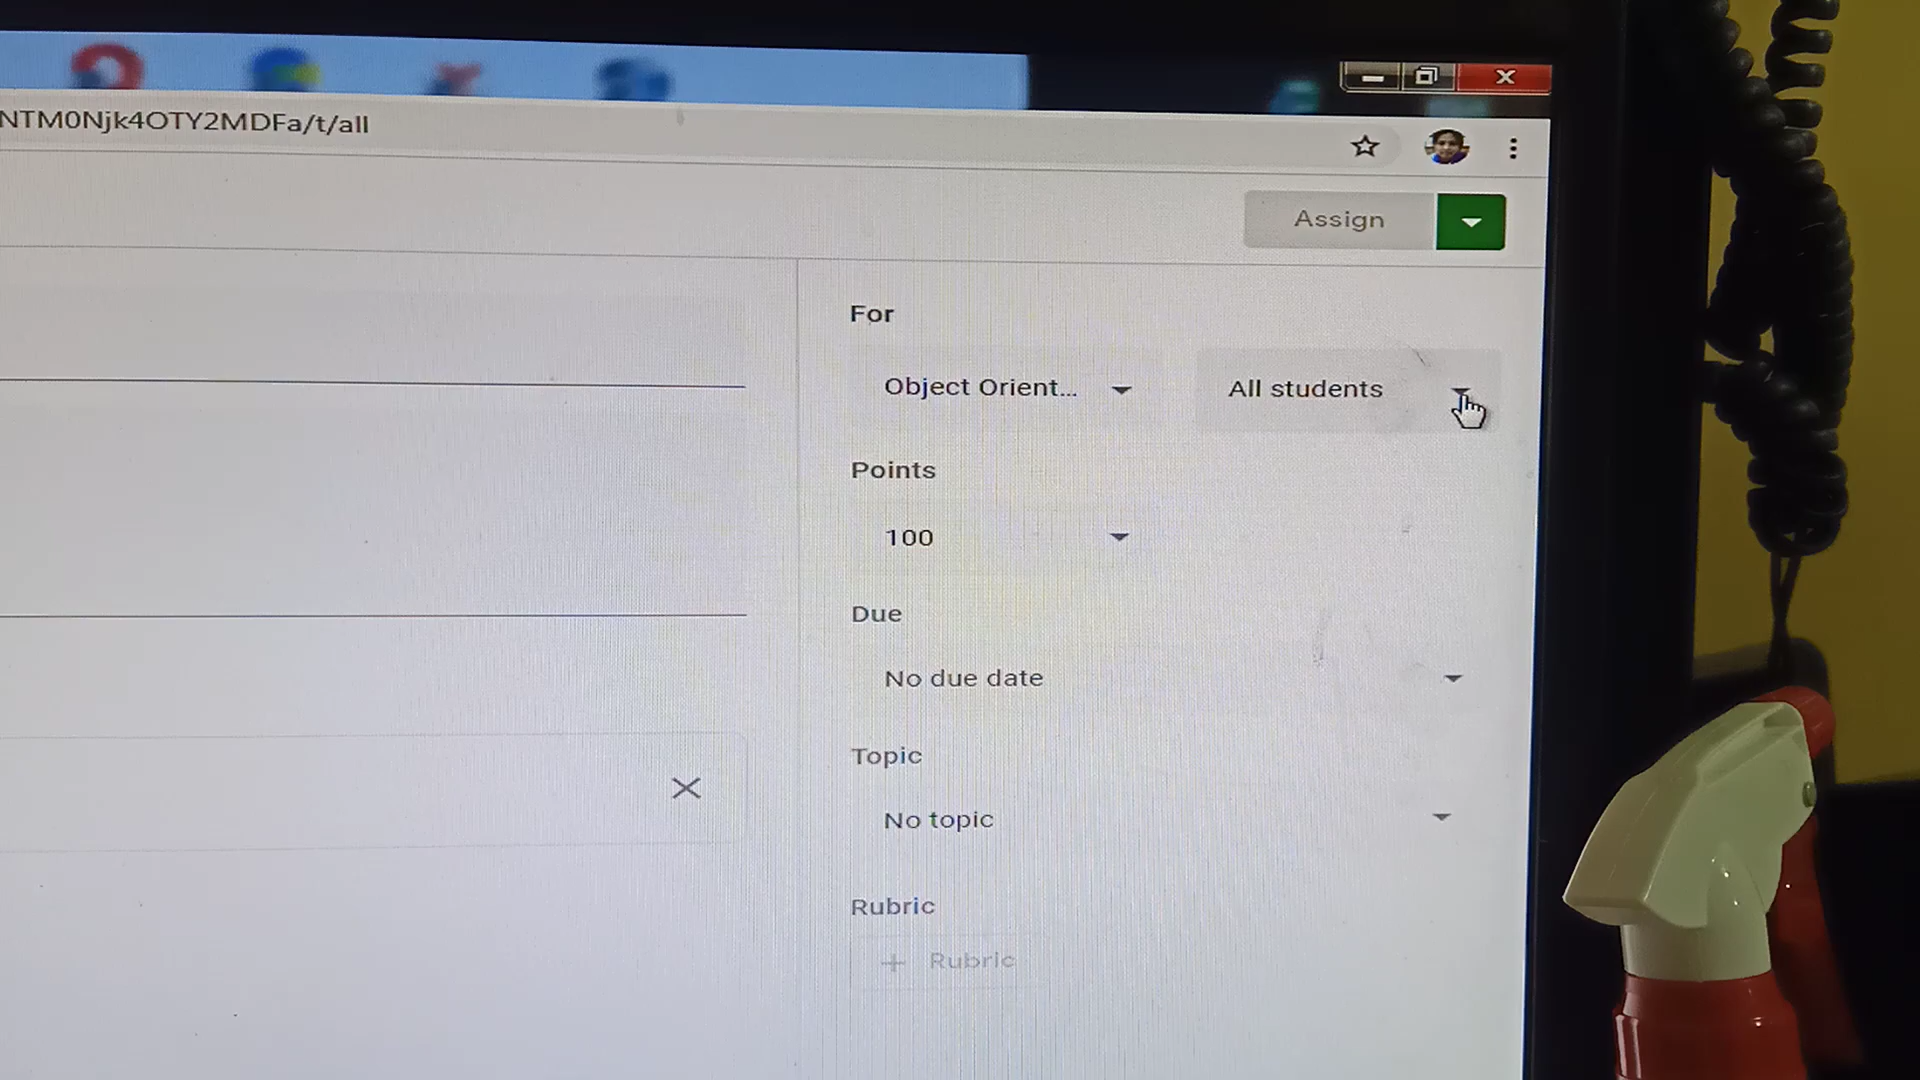 NTM0Njk4OTY2MDFa/t/all
Assign
For
Object Orient... All students
Points
100
Due
No due date
Topic
No topic
Rubric
+ Rubric